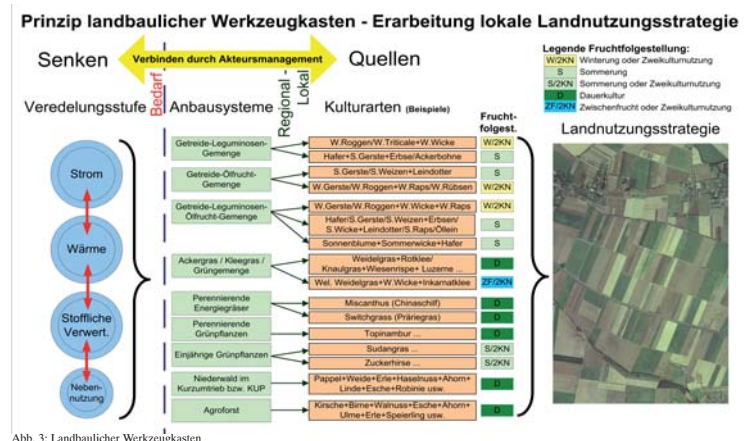 Prinzip landbaulicher Werkzeugkasten - Erarbeitung lokale Landnutzungsstrategie
Senken
Verbinden durch Akteursmanagement
Quellen
Legende Fruchtfolgestellung:
W/2KN Winterung oder Zweikulturnutzung
S Sommerung
S/2KN Sommerung oder Zweikulturnutzung
D Dauerkultur
ZF/2KN Zwischenfrucht oder Zweikulturnutzung
Veredelungsstufe
Bedarf
Anbausysteme
Regional -
Lokal
Kulturarten (Beispiele)
Frucht-
folgest.
Landnutzungsstrategie
Strom
Wärme
Stoffliche
Verwert.
Neben-
nutzung
Getreide-Leguminosen-
Gemenge
W.Roggen/W.Triticale+W.Wicke
W/2KN
Hafer+S.Gerste+Erbse/Ackerbohne
S
Getreide-Ölfrucht-
Gemenge
S.Gerste/S.Weizen+Leindotter
S
W.Gerste/W.Roggen+W.Raps/W.Rübsen
W/2KN
Getreide-Leguminosen-
Ölfrucht-Gemenge
W.Gerste/W.Roggen+W.Wicke+W.Raps
W/2KN
Hafer/S.Gerste/S.Weizen+Erbsen/
S.Wicke+Leindotter/S.Raps/Öllein
S
Sonnenblume+Sommerwicke+Hafer
S
Ackergras / Kleegras /
Grüngemenge
Weidelgras+Rotklee/
Knaulgras+Wiesenrispe+ Luzerne ...
D
Wel. Weidelgras+W.Wicke+Inkarnatklee
ZF/2KN
Perennierende
Energiegräser
Miscanthus (Chinaschilf)
D
Switchgrass (Präriegras)
D
Perennierende
Grünpflanzen
Topinambur ...
D
Einjährige Grünpflanzen
Sudangras ...
S/2KN
Zuckerhirse ...
S/2KN
Niederwald im
Kurzumtrieb bzw. KUP
Pappel+Weide+Erle+Haselnuss+Ahorn+
Linde+Esche+Robinie usw.
D
Agroforst
Kirsche+Birne+Walnuss+Esche+Ahorn+
Ulme+Erle+Speierling usw.
D
Abb. 3: Landbaulicher Werkzeugkasten